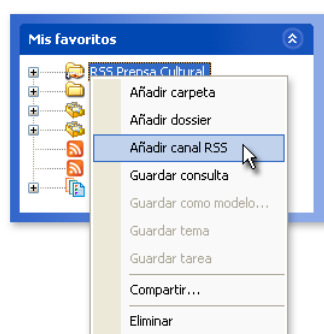 Mis favoritos
RSS Prensa Cultural
Añadir carpeta
Añadir dossier
Añadir canal RSS
Guardar consulta
Guardar como modelo...
Guardar tema
Guardar tarea
Compartir...
Eliminar